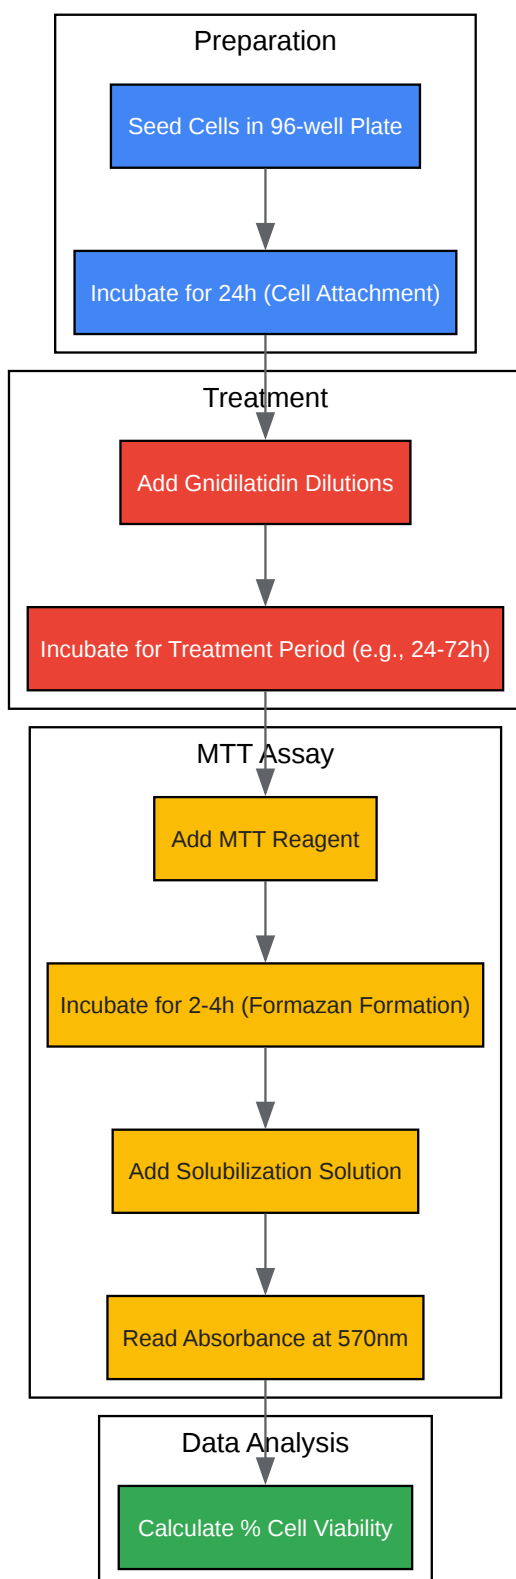 Preparation
Seed Cells in 96-well Plate
Incubate for 24h (Cell Attachment)
Treatment
Add Gnidilatidin Dilutions
Incubate for Treatment Period (e.g., 24-72h)
MTT Assay
Add MTT Reagent
Incubate for 2-4h (Formazan Formation)
Add Solubilization Solution
Read Absorbance at 570nm
Data Analysis
Calculate % Cell Viability